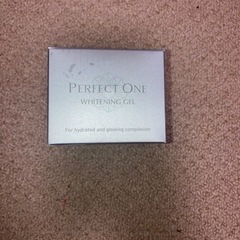 PERFECT ONE
WHITENING GEL
For hydrated and glowing complexion